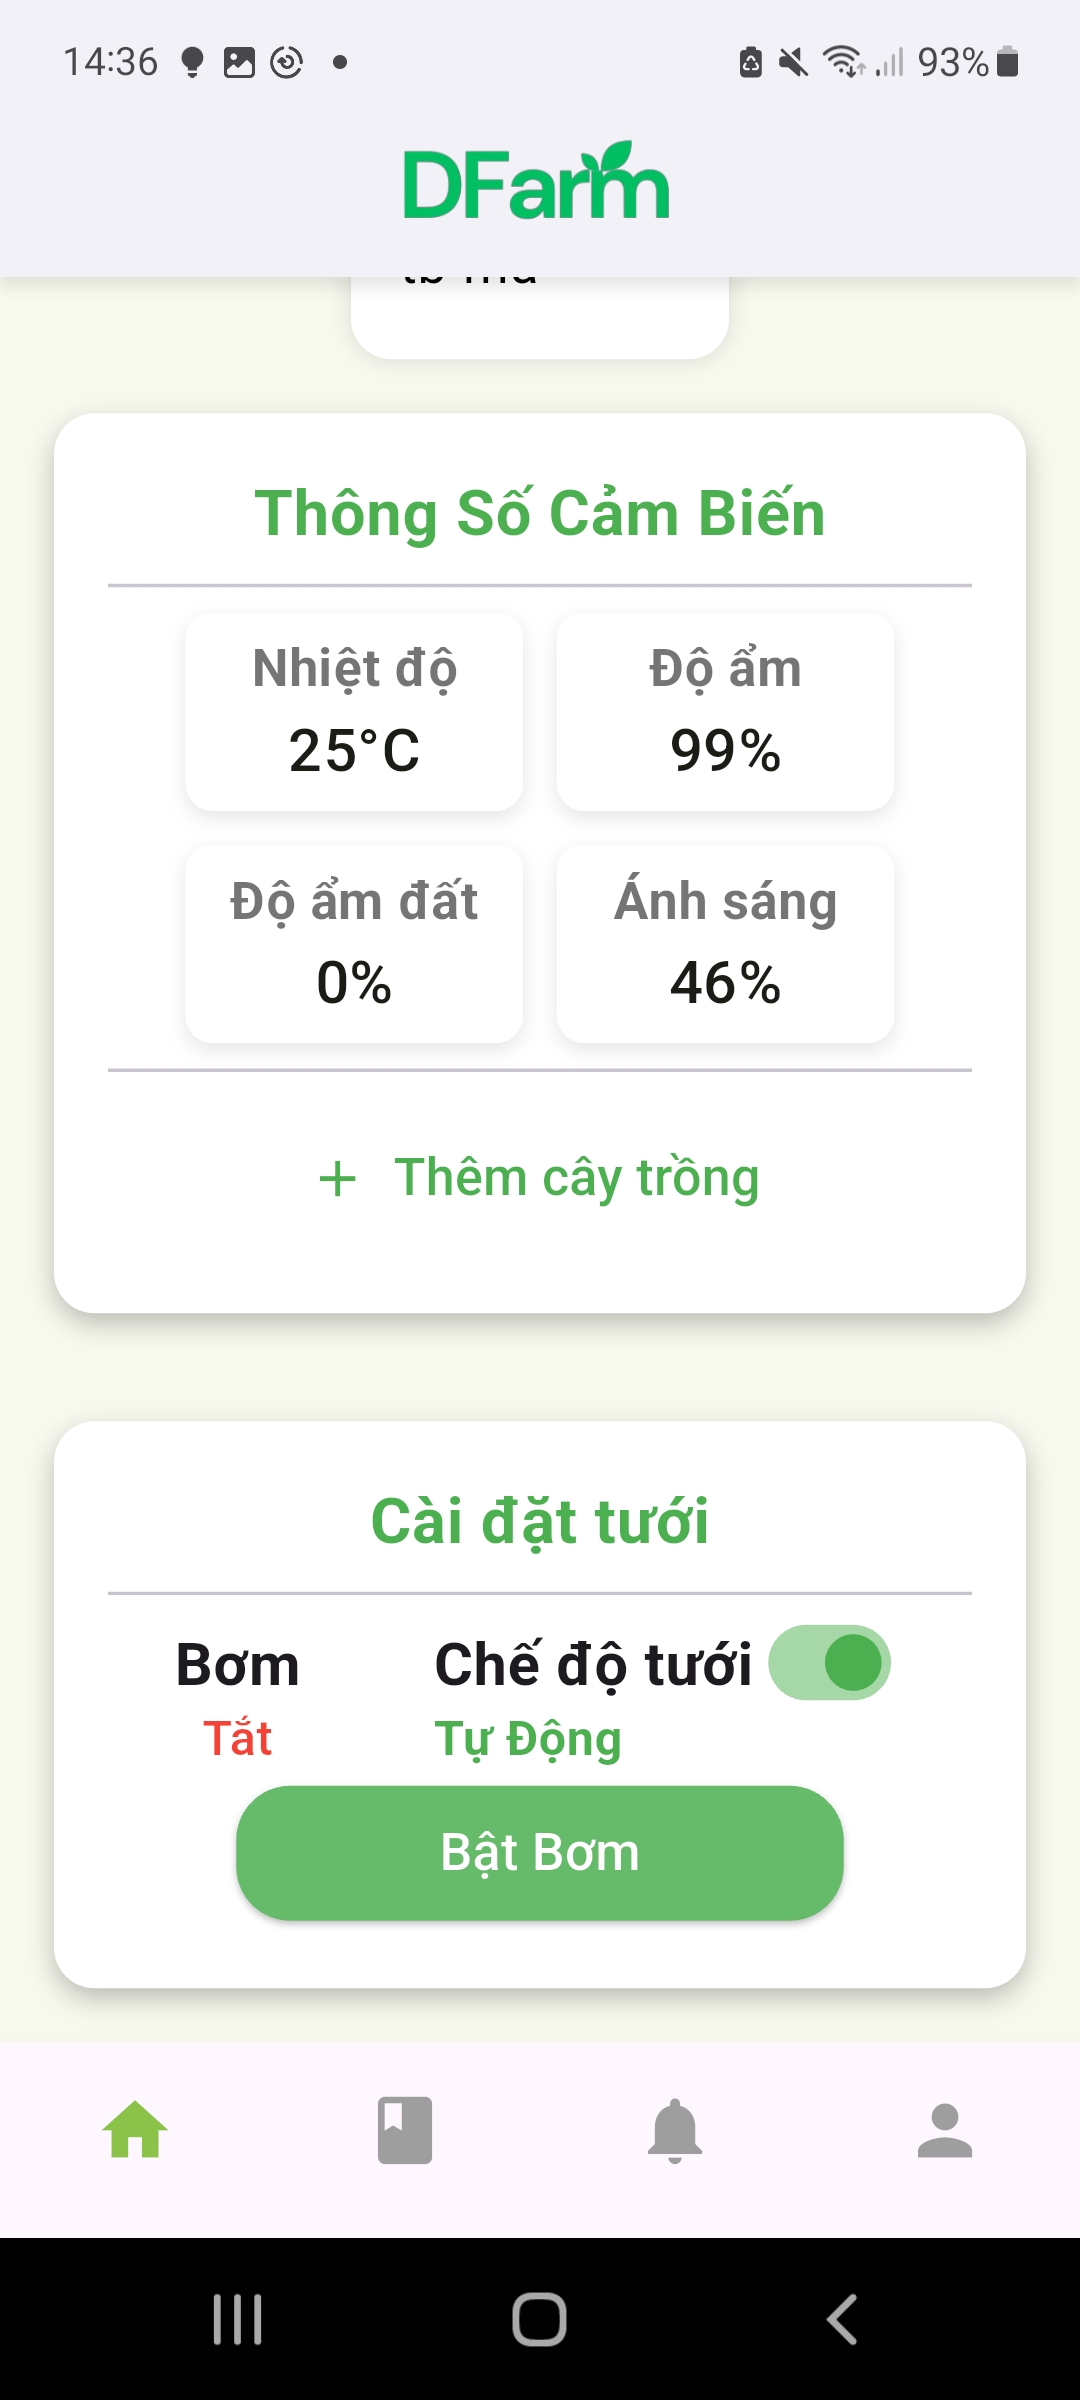 14:36
93%
DFarm
Thông Số Cảm Biến
Nhiệt độ
25°C
Độ ẩm
99%
Độ ẩm đất
0%
Ánh sáng
46%
+ Thêm cây trồng
Cài đặt tưới
Bơm
Tắt
Chế độ tưới
Tự Động
Bật Bơm